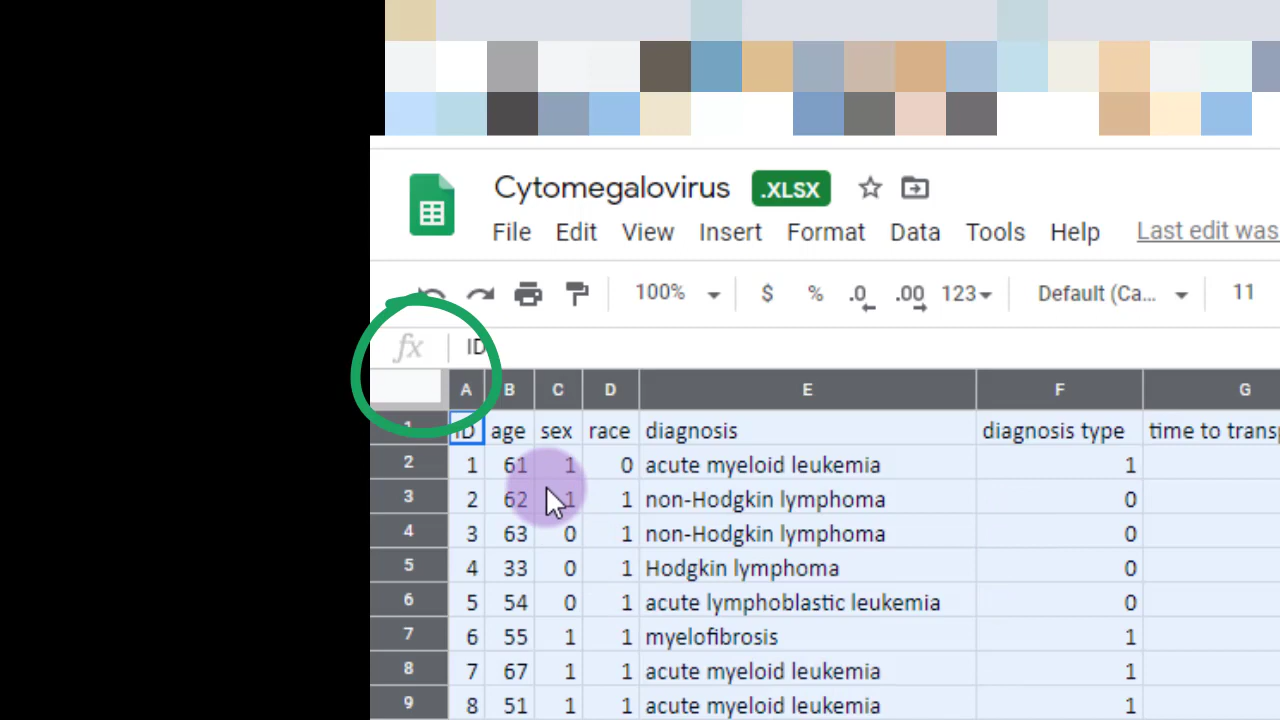 Cytomegalovirus .XLSX
File Edit View Insert Format Data Tools Help Last edit was
100% $ % .0 .00 123 Default (Ca... 11
fx ID
A B C D E F G
1 ID age sex race diagnosis diagnosis type time to
2 1 61 1 0 acute myeloid leukemia 1
3 2 62 1 1 non-Hodgkin lymphoma 0
4 3 63 0 1 non-Hodgkin lymphoma 0
5 4 33 0 1 Hodgkin lymphoma 0
6 5 54 0 1 acute lymphoblastic leukemia 0
7 6 55 1 1 myelofibrosis 1
8 7 67 1 1 acute myeloid leukemia 1
9 8 51 1 1 acute myeloid leukemia 1